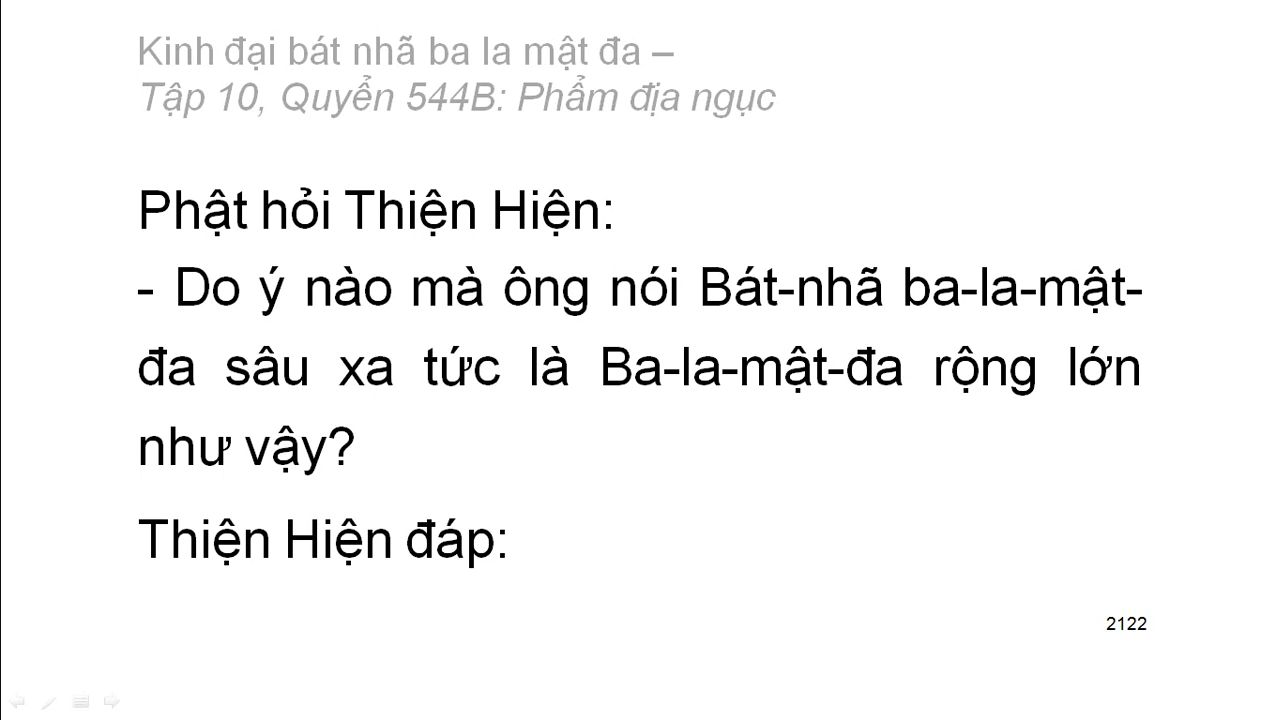 Kinh đại bát nhã ba la mật đa –
Tập 10, Quyển 544B: Phẩm địa ngục
Phật hỏi Thiện Hiện:
- Do ý nào mà ông nói Bát-nhã ba-la-mật-
đa sâu xa tức là Ba-la-mật-đa rộng lớn
như vậy?
Thiện Hiện đáp:
2122